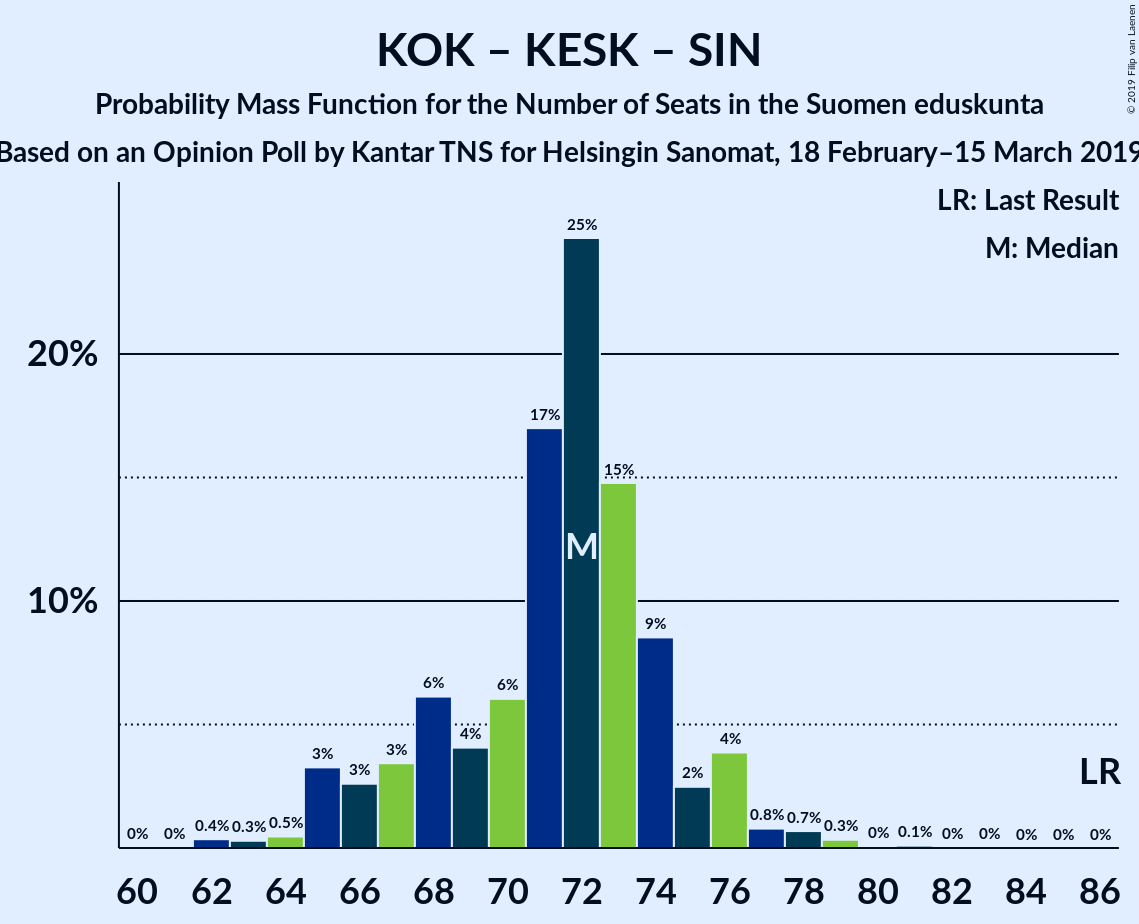 KOK – KESK – SIN
Probability Mass Function for the Number of Seats in the Suomen eduskunta
Based on an Opinion Poll by Kantar TNS for Helsingin Sanomat, 18 February–15 March 2019
© 2019 Filip van Laenen
LR: Last Result
M: Median
20%
10%
0% 0% 0.4% 0.3% 0.5% 3% 3% 3% 6% 4% 6% 17% 25% 15% 9% 2% 4% 0.8% 0.7% 0.3% 0% 0.1% 0% 0% 0% 0% 0%
M
LR
60 62 64 66 68 70 72 74 76 78 80 82 84 86